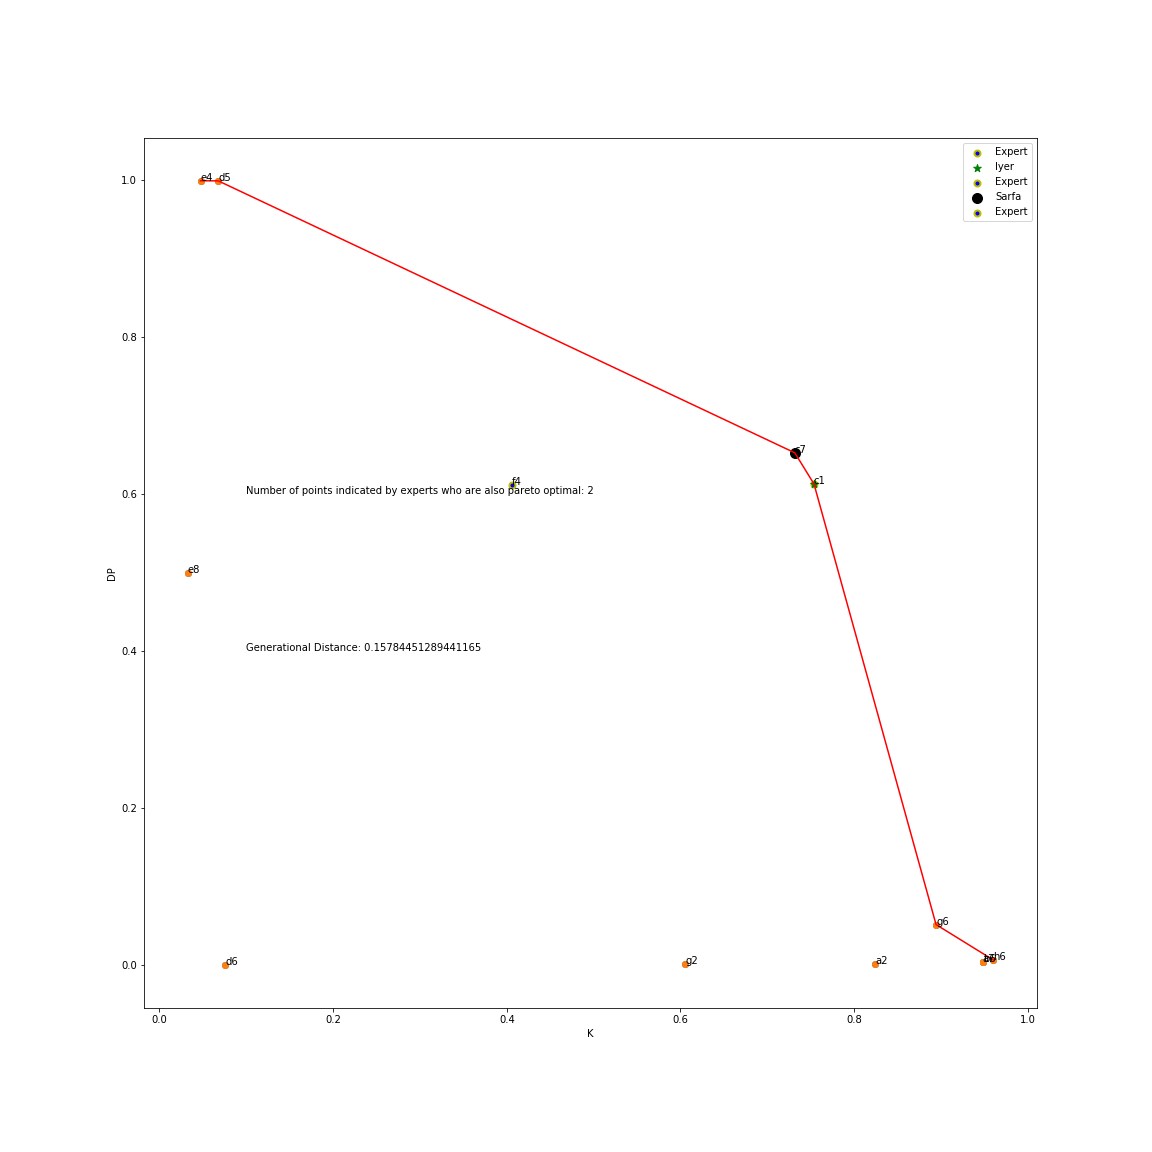 Expert
Iyer
Expert
Sarfa
Expert
1.0
e4
d5
0.8
c7
c1
f4
0.6
Number of points indicated by experts who are also pareto optimal: 2
e8
DP
0.4
Generational Distance: 0.15784451289441165
0.2
g6
0.0
d6
g2
a2
h6
0.0 0.2 0.4 0.6 0.8 1.0
K